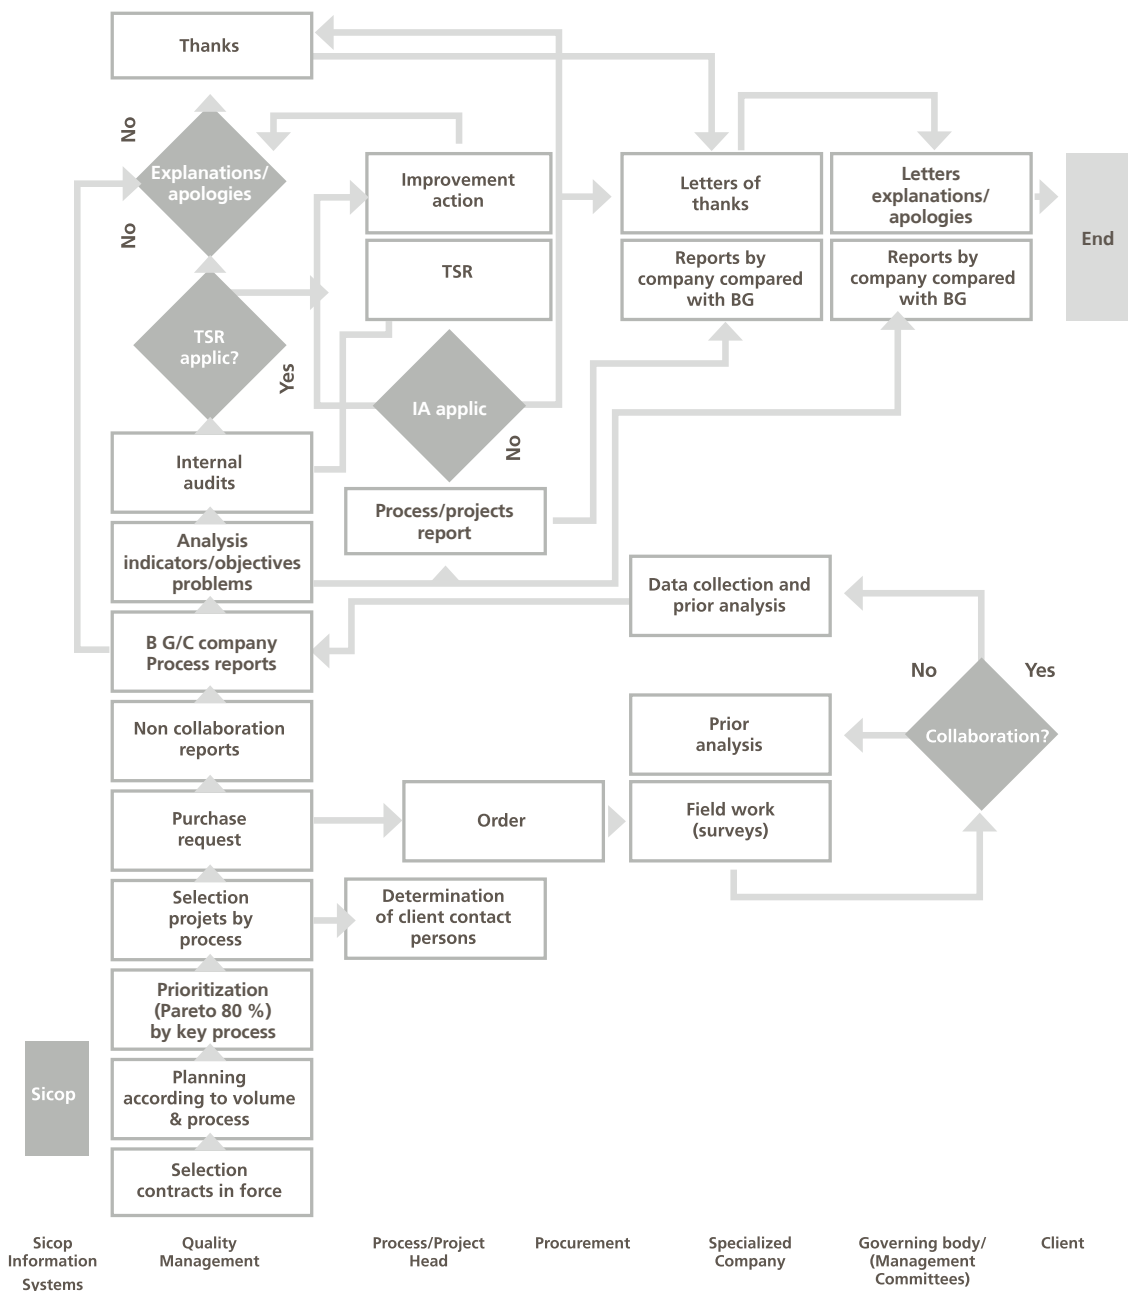 Thanks
No
Explanations/
apologies
No
Improvement
action
Letters of
thanks
Letters
explanations/
apologies
End
TSR
Reports by
company compared
with BG
Reports by
company compared
with BG
TSR
applic?
Yes
IA applic
No
Internal
audits
Process/projects
report
Analysis
indicators/objectives
problems
Data collection and
prior analysis
B G/C company
Process reports
No
Yes
Non collaboration
reports
Prior
analysis
Collaboration?
Purchase
request
Order
Field work
(surveys)
Selection
projets by
process
Determination
of client contact
persons
Prioritization
(Pareto 80 %)
by key process
Sicop
Planning
according to volume
& process
Selection
contracts in force
Sicop
Information
Systems
Quality
Management
Process/Project
Head
Procurement
Specialized
Company
Governing body/
(Management
Committees)
Client